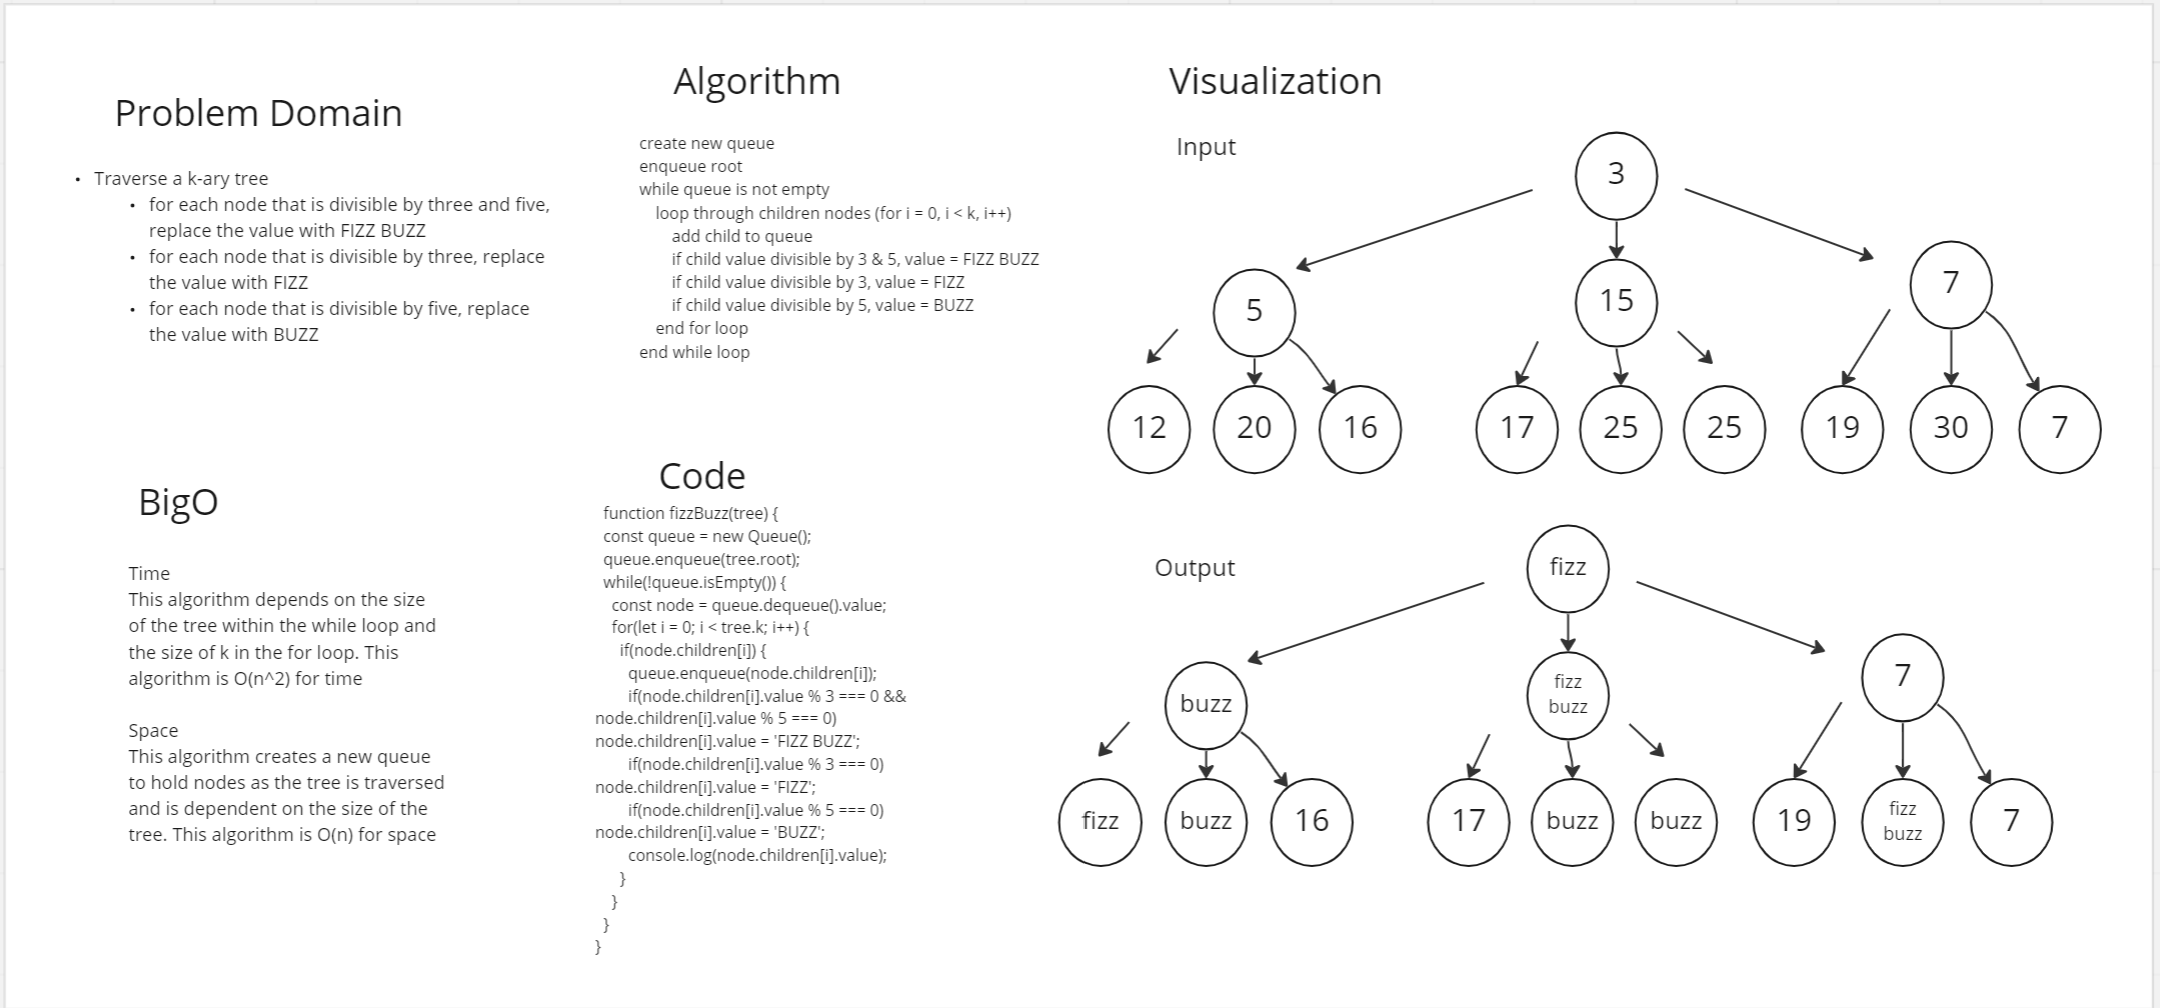 Problem Domain
• Traverse a k-ary tree
• for each node that is divisible by three and five,
replace the value with FIZZ BUZZ
• for each node that is divisible by three, replace
the value with FIZZ
• for each node that is divisible by five, replace
the value with BUZZ
BigO
Time
This algorithm depends on the size
of the tree within the while loop and
the size of k in the for loop. This
algorithm is O(n^2) for time
Space
This algorithm creates a new queue
to hold nodes as the tree is traversed
and is dependent on the size of the
tree. This algorithm is O(n) for space
Algorithm
create new queue
enqueue root
while queue is not empty
loop through children nodes (for i = 0, i < k, i++)
add child to queue
if child value divisible by 3 & 5, value = FIZZ BUZZ
if child value divisible by 3, value = FIZZ
if child value divisible by 5, value = BUZZ
end for loop
end while loop
Code
function fizzBuzz(tree) {
const queue = new Queue();
queue.enqueue(tree.root);
while(!queue.isEmpty()) {
const node = queue.dequeue().value;
for(let i = 0; i < tree.k; i++) {
if(node.children[i]) {
queue.enqueue(node.children[i]);
if(node.children[i].value % 3 === 0 &&
node.children[i].value % 5 === 0)
node.children[i].value = 'FIZZ BUZZ';
if(node.children[i].value % 3 === 0)
node.children[i].value = 'FIZZ';
if(node.children[i].value % 5 === 0)
node.children[i].value = 'BUZZ';
console.log(node.children[i].value);
}
}
}
}
Visualization
Input
3
5
15
7
12
20
16
17
25
25
19
30
7
Output
fizz
buzz
fizz
buzz
7
fizz
buzz
16
17
buzz
buzz
19
fizz
buzz
7